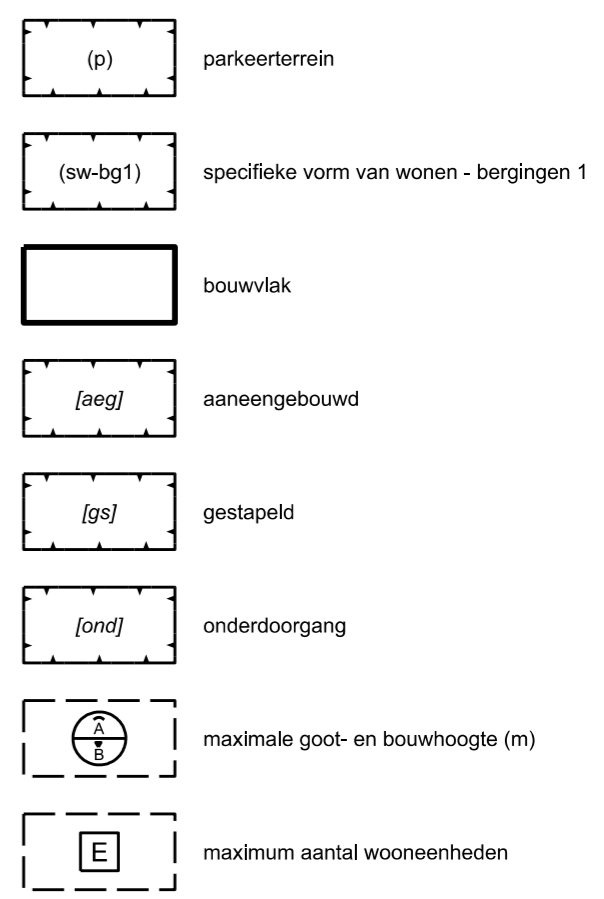 (p) parkeerterrein
(sw-bg1) specifieke vorm van wonen - bergingen 1
bouwvlak
[aeg] aaneengebouwd
[gs] gestapeld
[ond] onderdoorgang
A
B
maximale goot- en bouwhoogte (m)
E maximum aantal wooneenheden